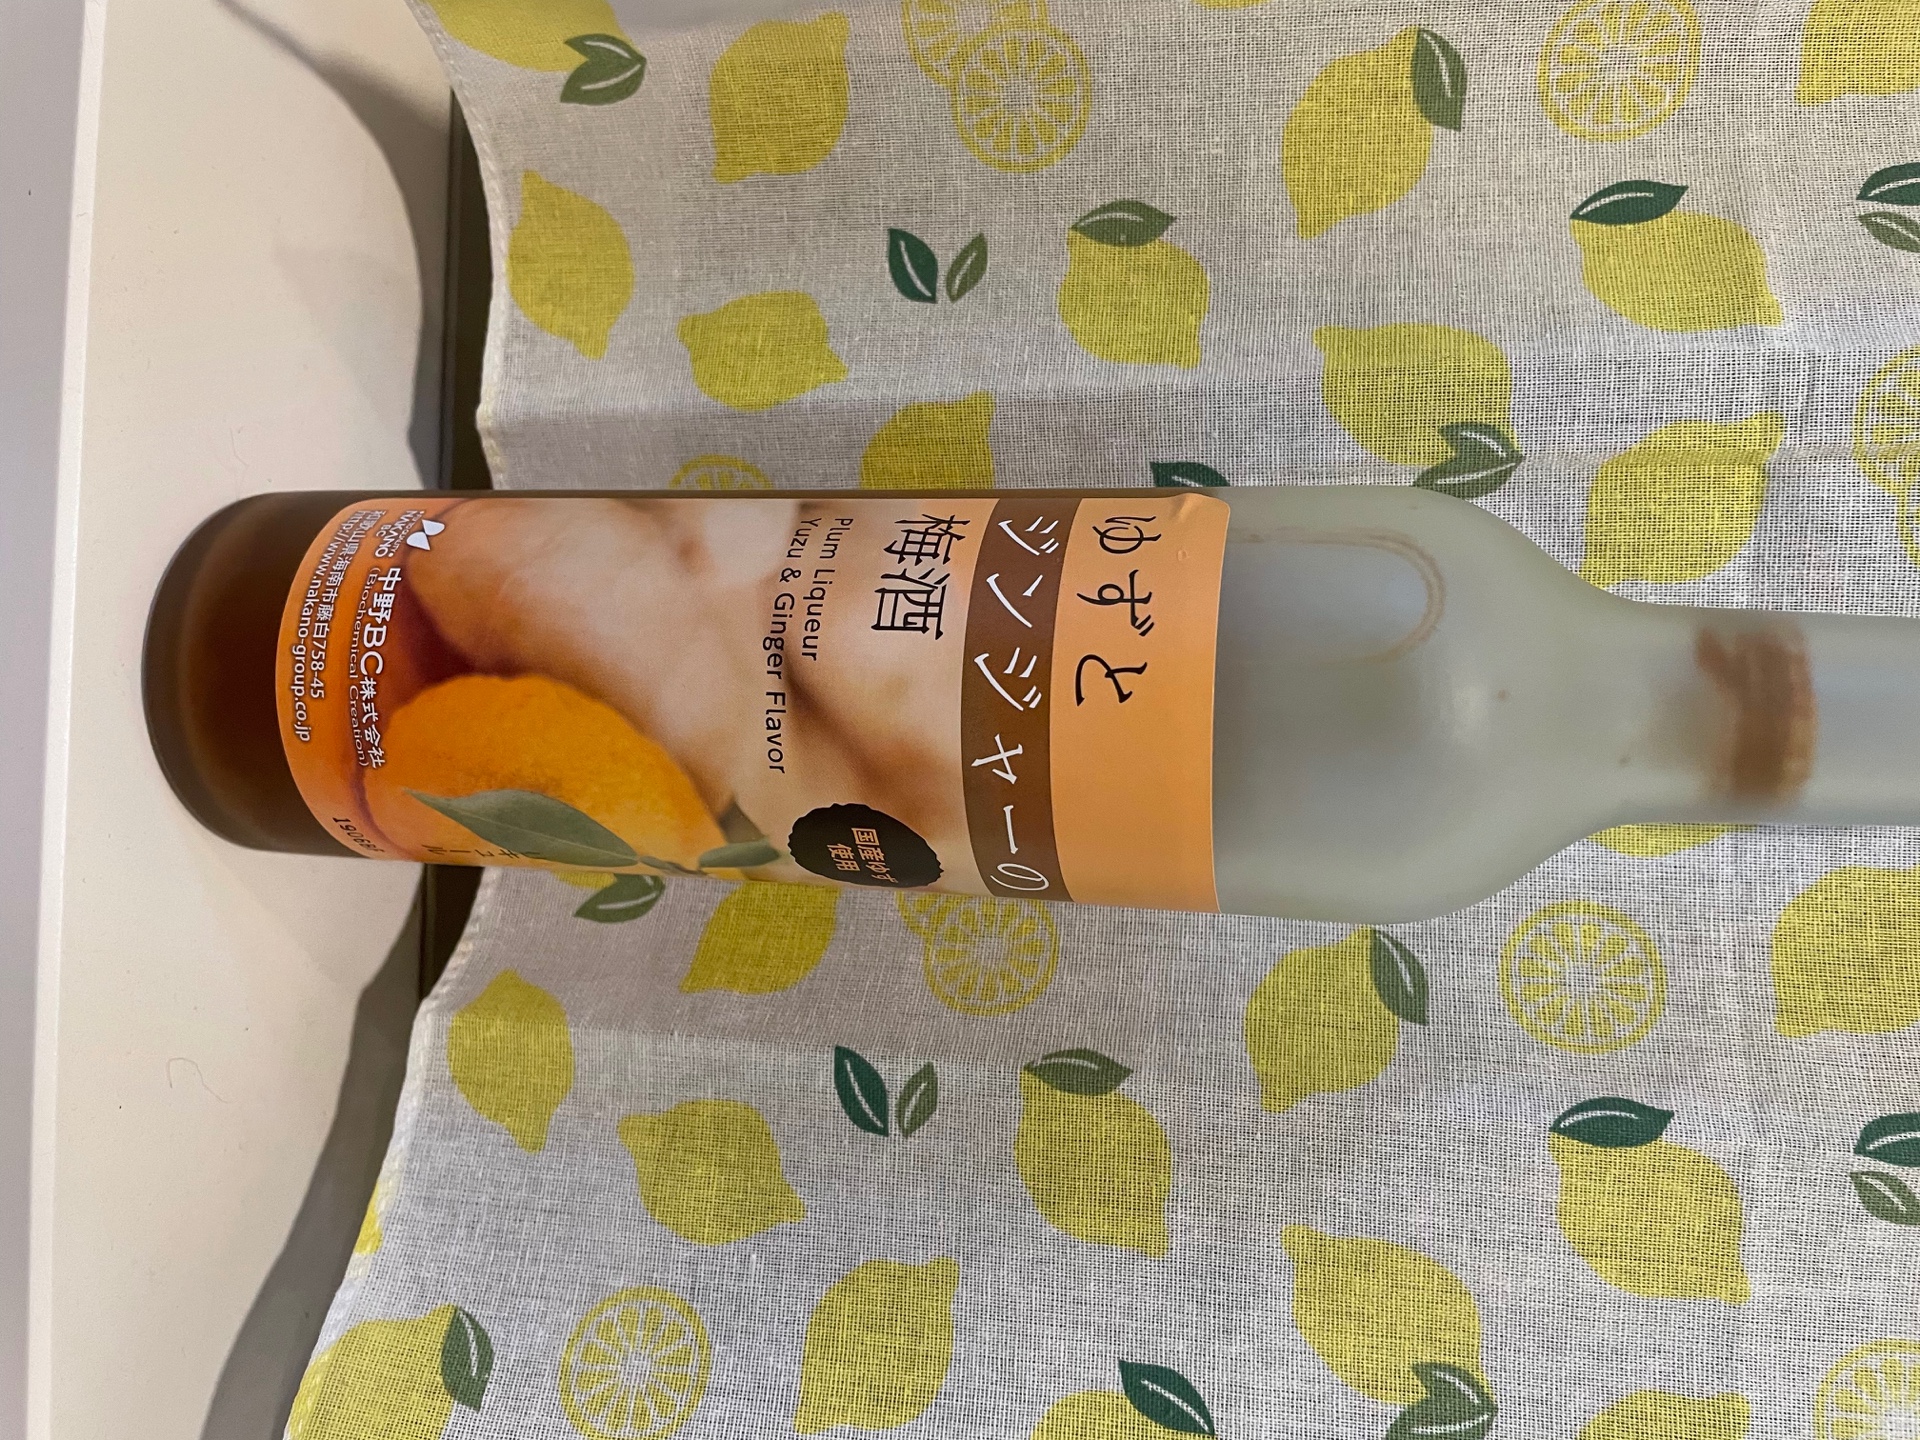 ゆずと
ジンジャーの
梅酒
Plum Liqueur
Yuzu & Ginger Flavor
国産ゆず
使用
リキュール
NAKANO
BC
中野BC株式会社
(Biochemical Creation)
和歌山県海南市藤白758-45
http://www.nakano-group.co.jp